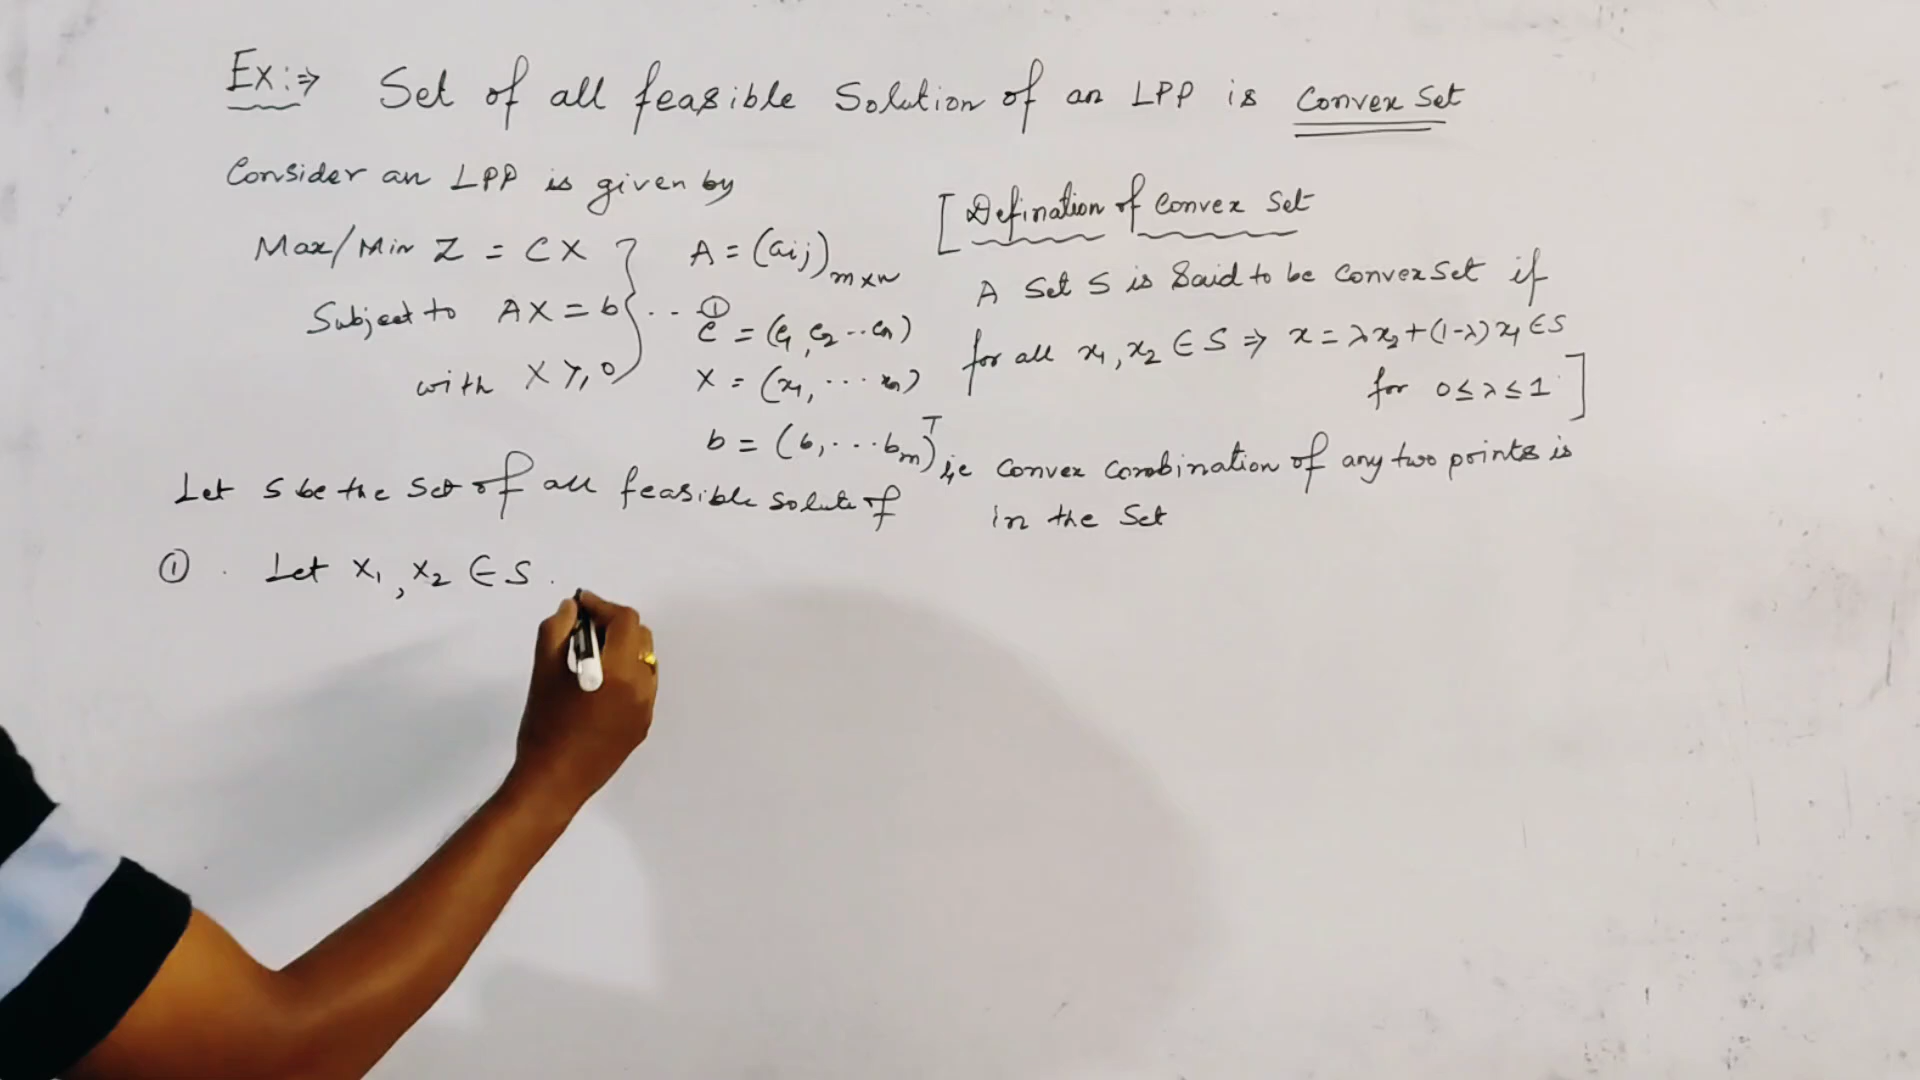 Ex:⇒ Set of all feasible Solution of an LPP is Convex Set
Consider an LPP is given by
Max/Min Z = CX
Subject to AX = b
with X ≥ 0
... ①
A = (aij)m×n
C = (c1, c2 .. cn)
X = (x1, ... xn)
b = (b1 ... bm)^T
Let S be the Set of all feasible Solute of
① . Let X1, X2 ∈ S .
[ Defination of Convex Set
A Set S is Said to be Convex Set if
for all x1, x2 ∈ S ⇒ x = λx2 + (1-λ)x1 ∈ S
for 0 ≤ λ ≤ 1 ]
i.e Convex Combination of any two points is
in the Set